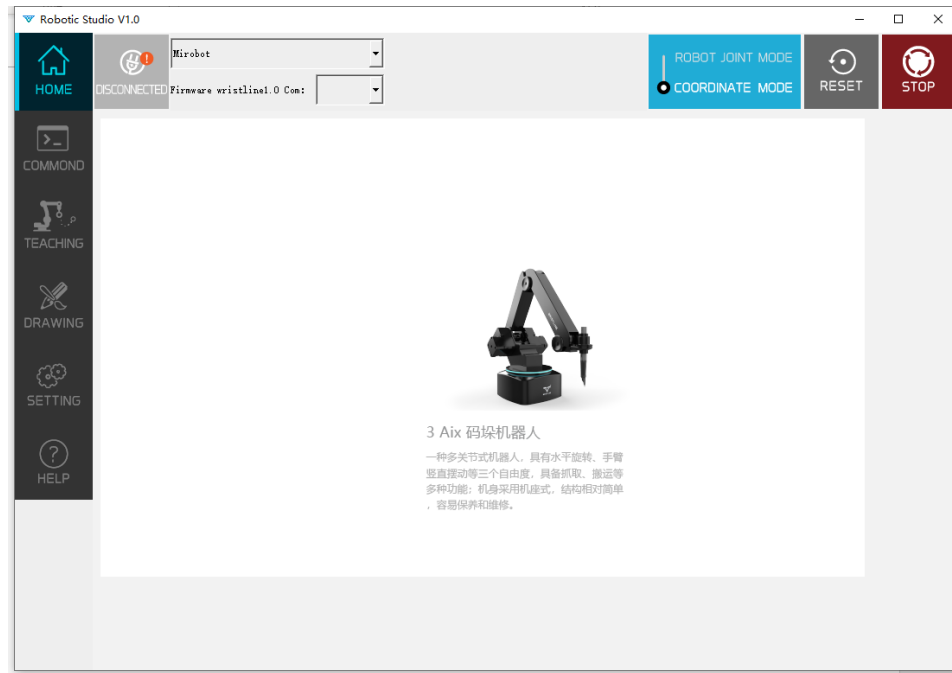 Robotic Studio V1.0
HOME
DISCONNECTED
Mirobot
Firmware wristline1.0 Com:
ROBOT JOINT MODE
COORDINATE MODE
RESET
STOP
COMMOND
TEACHING
DRAWING
SETTING
HELP
3 Aix 码垛机器人
一种多关节式机器人，具有水平旋转、手臂
竖直摆动等三个自由度，具备抓取、搬运等
多种功能；机身采用机座式，结构相对简单
，容易保养和维修。